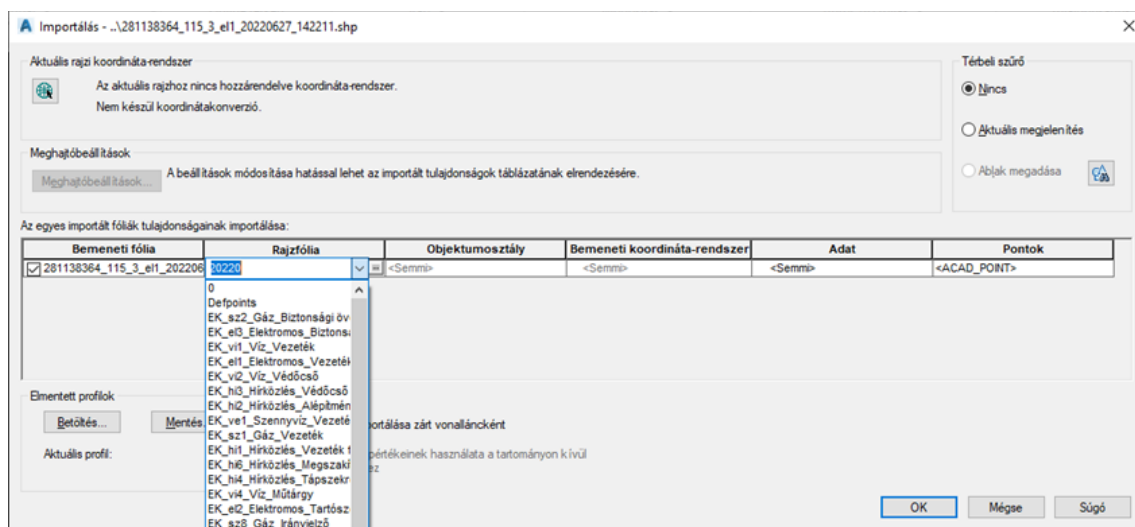 Importálás - ..\281138364_115_3_el1_20220627_142211.shp
Aktuális rajzi koordináta-rendszer
Az aktuális rajzhoz nincs hozzárendelve koordináta-rendszer.
Nem készül koordinátakonverzió.
Térbeli szűrő
Nincs
Aktuális megjelenítés
Ablak megadása
Meghajtóbeállítások
Meghajtóbeállítások...
A beállítások módosítása hatással lehet az importált tulajdonságok táblázatának elrendezésére.
Az egyes importált fóliák tulajdonságainak importálása:
Bemeneti fólia Rajzfólia Objektumosztály Bemeneti koordináta-rendszer Adat Pontok
281138364_115_3_el1_202206 20220 <Semmi> <Semmi> <Semmi> <ACAD_POINT>
0
Defpoints
EK_sz2_Gáz_Biztonsági öv
EK_el3_Elektromos_Biztons
EK_vi1_Víz_Vezeték
EK_el1_Elektromos_Vezeték
EK_vi2_Víz_Védőcső
EK_hi3_Hírközlés_Védőcső
EK_hi2_Hírközlés_Alépítmén
EK_ve1_Szennyvíz_Vezeté
EK_sz1_Gáz_Vezeték
EK_hi1_Hírközlés_Vezeték f
EK_hi6_Hírközlés_Megszakí
EK_hi4_Hírközlés_Tápszekr
EK_vi4_Víz_Műtárgy
EK_el2_Elektromos_Tartósz
EK_sz8_Gáz_Irányjelző
Elmentett profilok
Betöltés...
Mentés
portálása zárt vonalláncként
Aktuális profil:
pértékeinek használata a tartományon kívül
ez
OK
Mégse
Súgó